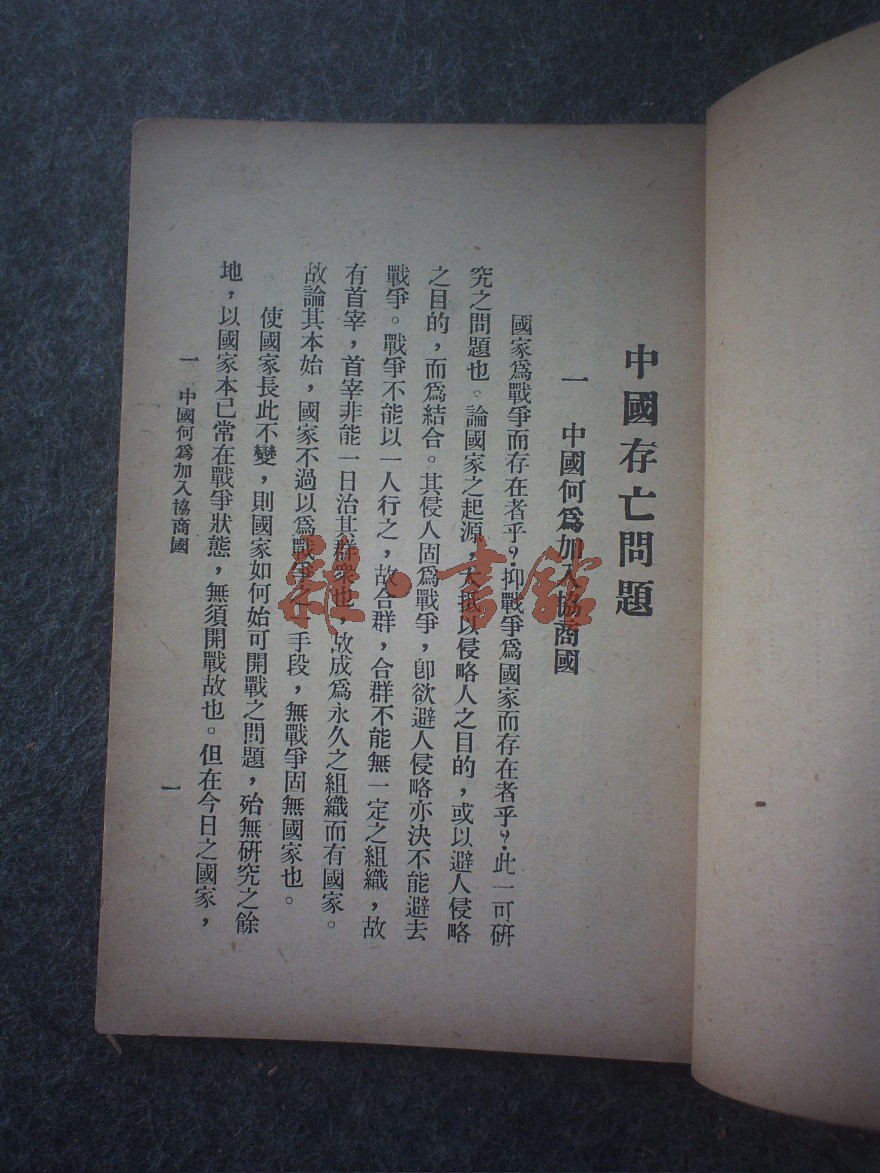 中國存亡問題
一　中國何爲加入協商國
國家爲戰爭而存在者乎？抑戰爭爲國家而存在者乎？此一可研
究之問題也。論國家之起源，大抵以侵略人之目的，或以避人侵略
之目的，而爲結合。其侵人固爲戰爭，卽欲避人侵略亦決不能避去
戰爭。戰爭不能以一人行之，故合群，合群不能無一定之組織，故
有首宰，首宰非能一日治其群衆也，故成爲永久之組織而有國家。
故論其本始，國家不過以爲戰爭之一手段，無戰爭固無國家也。
使國家長此不變，則國家如何始可開戰之問題，殆無研究之餘
地，以國家本已常在戰爭狀態，無須開戰故也。但在今日之國家，
一　中國何爲加入協商國
一
書館